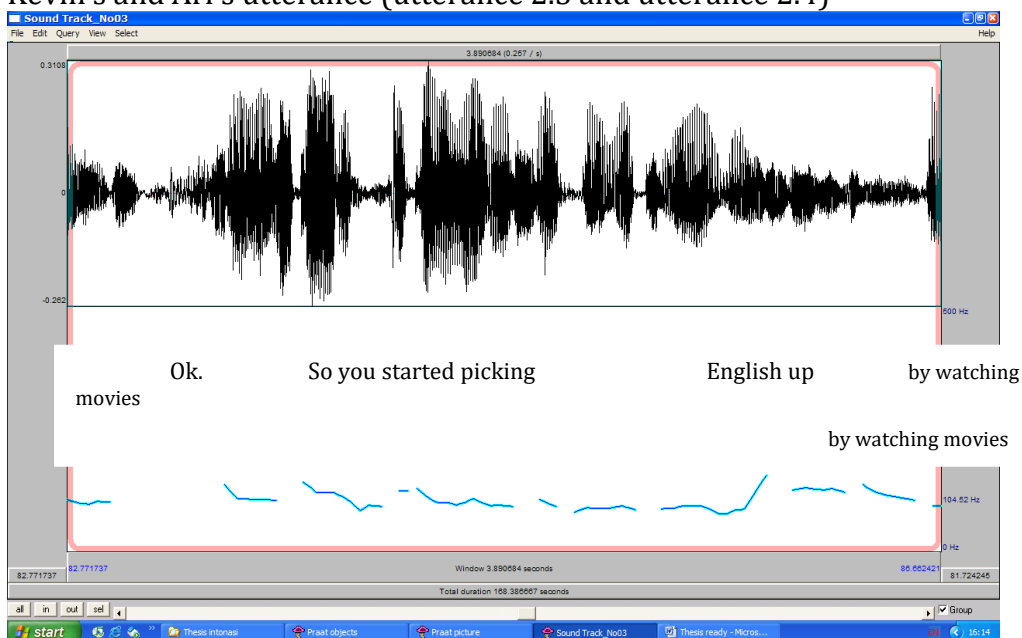 Kevin's and Ari's utterance (utterance 2.3 and utterance 2.4)
Sound Track_No03
File Edit Query View Select Help
3.890684 (0.257 / s)
0.3108
0
-0.262
600 Hz
Ok. So you started picking English up by watching
movies
by watching movies
104.52 Hz
0 Hz
82.771737 82.771737 Window 3.890684 seconds 86.662421 81.724245
Total duration 168.386667 seconds
all in out sel Group
start Thesis intonasi Praat objects Praat picture Sound Track_No03 Thesis ready - Micros... 16:14